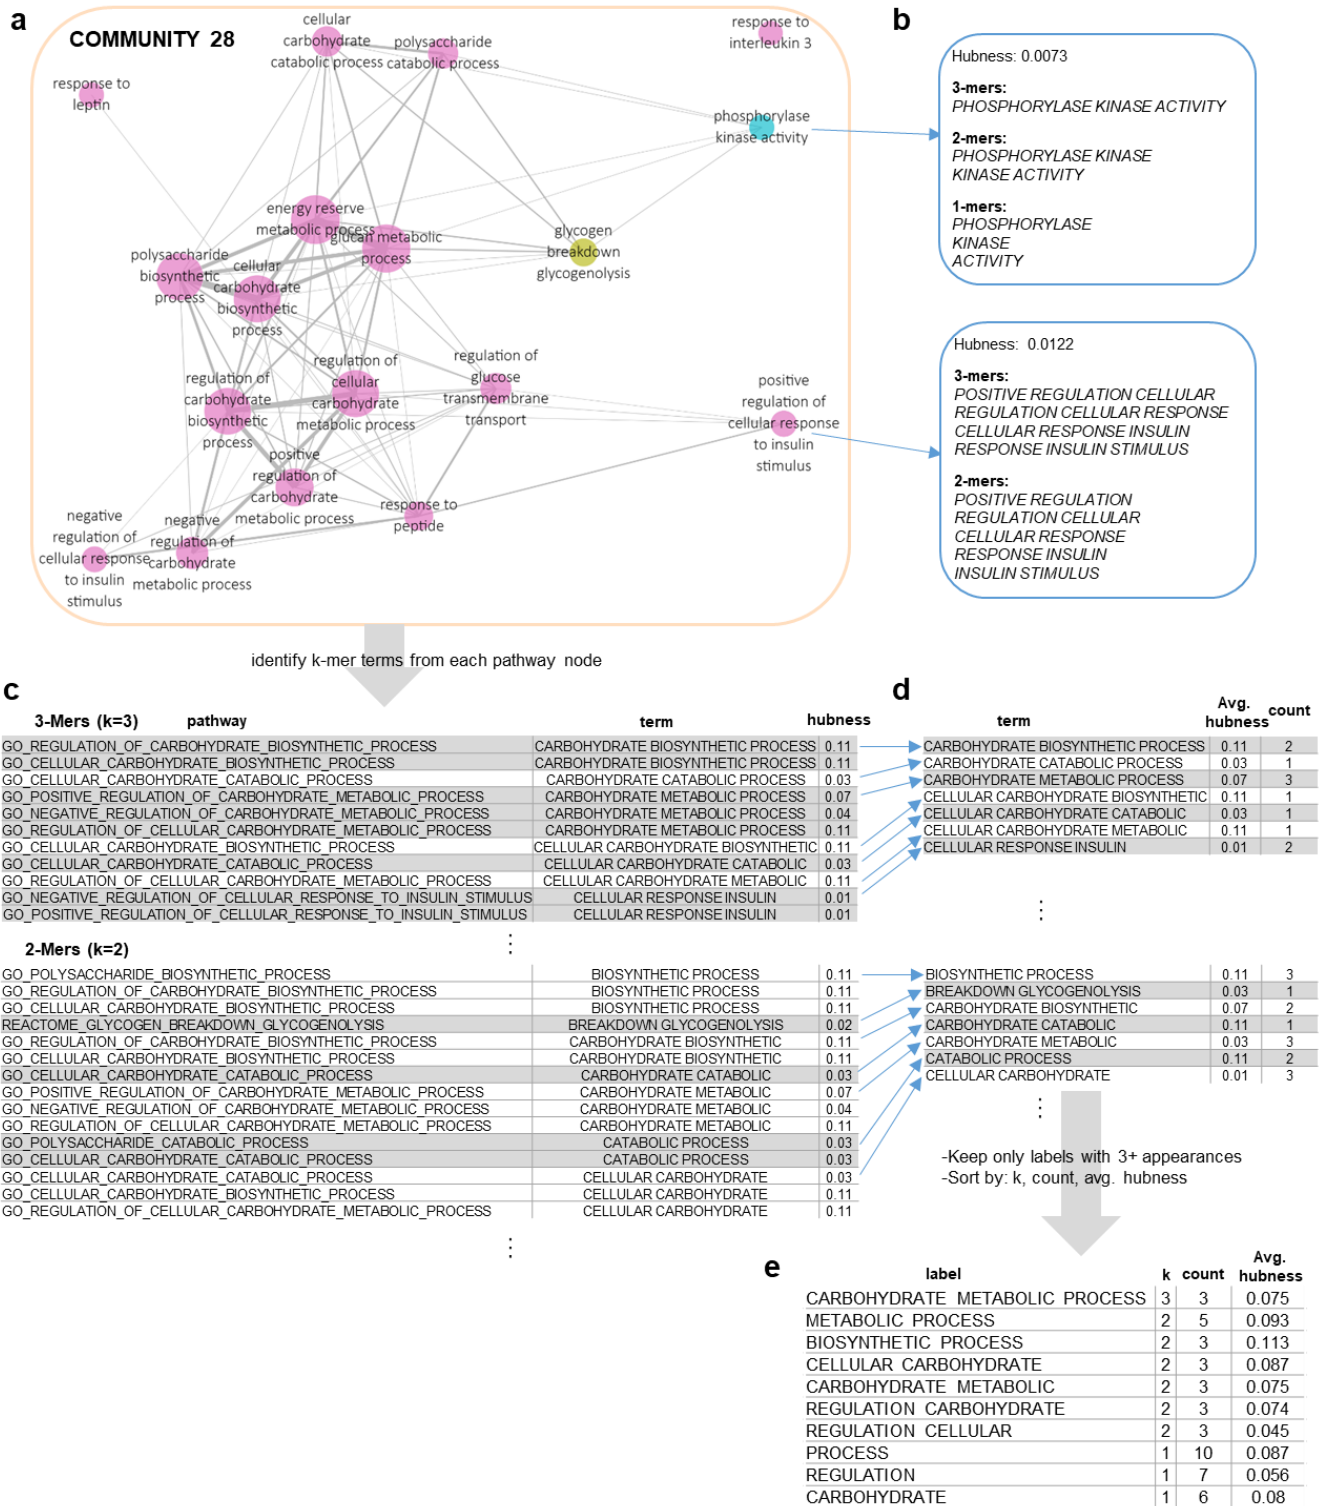 a
COMMUNITY 28
cellular
carbohydrate
catabolic process
polysaccharide
catabolic process
response to
interleukin 3
response to
leptin
phosphorylase
kinase activity
energy reserve
metabolic process
glucan metabolic
process
glycogen
breakdown
glycogenolysis
polysaccharide
biosynthetic
process
cellular
carbohydrate
biosynthetic
process
regulation of
carbohydrate
biosynthetic
process
regulation of
cellular
carbohydrate
metabolic process
regulation of
glucose
transmembrane
transport
positive
regulation of
cellular response
to insulin
stimulus
positive
regulation of
carbohydrate
metabolic process
response to
peptide
negative
regulation of
cellular response
to insulin
stimulus
negative
regulation of
carbohydrate
metabolic process
b
Hubness: 0.0073
3-mers:
PHOSPHORYLASE KINASE ACTIVITY
2-mers:
PHOSPHORYLASE KINASE
KINASE ACTIVITY
1-mers:
PHOSPHORYLASE
KINASE
ACTIVITY
Hubness: 0.0122
3-mers:
POSITIVE REGULATION CELLULAR
REGULATION CELLULAR RESPONSE
CELLULAR RESPONSE INSULIN
RESPONSE INSULIN STIMULUS
2-mers:
POSITIVE REGULATION
REGULATION CELLULAR
CELLULAR RESPONSE
RESPONSE INSULIN
INSULIN STIMULUS
identify k-mer terms from each pathway node
c
3-Mers (k=3) pathway term hubness
GO_REGULATION_OF_CARBOHYDRATE_BIOSYNTHETIC_PROCESS CARBOHYDRATE BIOSYNTHETIC PROCESS 0.11
GO_CELLULAR_CARBOHYDRATE_BIOSYNTHETIC_PROCESS CARBOHYDRATE BIOSYNTHETIC PROCESS 0.11
GO_CELLULAR_CARBOHYDRATE_CATABOLIC_PROCESS CARBOHYDRATE CATABOLIC PROCESS 0.03
GO_POSITIVE_REGULATION_OF_CARBOHYDRATE_METABOLIC_PROCESS CARBOHYDRATE METABOLIC PROCESS 0.07
GO_NEGATIVE_REGULATION_OF_CARBOHYDRATE_METABOLIC_PROCESS CARBOHYDRATE METABOLIC PROCESS 0.04
GO_REGULATION_OF_CELLULAR_CARBOHYDRATE_METABOLIC_PROCESS CARBOHYDRATE METABOLIC PROCESS 0.11
GO_CELLULAR_CARBOHYDRATE_BIOSYNTHETIC_PROCESS CELLULAR CARBOHYDRATE BIOSYNTHETIC 0.11
GO_CELLULAR_CARBOHYDRATE_CATABOLIC_PROCESS CELLULAR CARBOHYDRATE CATABOLIC 0.03
GO_REGULATION_OF_CELLULAR_CARBOHYDRATE_METABOLIC_PROCESS CELLULAR CARBOHYDRATE METABOLIC 0.11
GO_NEGATIVE_REGULATION_OF_CELLULAR_RESPONSE_TO_INSULIN_STIMULUS CELLULAR RESPONSE INSULIN 0.01
GO_POSITIVE_REGULATION_OF_CELLULAR_RESPONSE_TO_INSULIN_STIMULUS CELLULAR RESPONSE INSULIN 0.01
2-Mers (k=2)
GO_POLYSACCHARIDE_BIOSYNTHETIC_PROCESS BIOSYNTHETIC PROCESS 0.11
GO_REGULATION_OF_CARBOHYDRATE_BIOSYNTHETIC_PROCESS BIOSYNTHETIC PROCESS 0.11
GO_CELLULAR_CARBOHYDRATE_BIOSYNTHETIC_PROCESS BIOSYNTHETIC PROCESS 0.11
REACTOME_GLYCOGEN_BREAKDOWN_GLYCOGENOLYSIS BREAKDOWN GLYCOGENOLYSIS 0.02
GO_REGULATION_OF_CARBOHYDRATE_BIOSYNTHETIC_PROCESS CARBOHYDRATE BIOSYNTHETIC 0.11
GO_CELLULAR_CARBOHYDRATE_BIOSYNTHETIC_PROCESS CARBOHYDRATE BIOSYNTHETIC 0.11
GO_CELLULAR_CARBOHYDRATE_CATABOLIC_PROCESS CARBOHYDRATE CATABOLIC 0.03
GO_POSITIVE_REGULATION_OF_CARBOHYDRATE_METABOLIC_PROCESS CARBOHYDRATE METABOLIC 0.07
GO_NEGATIVE_REGULATION_OF_CARBOHYDRATE_METABOLIC_PROCESS CARBOHYDRATE METABOLIC 0.04
GO_REGULATION_OF_CELLULAR_CARBOHYDRATE_METABOLIC_PROCESS CARBOHYDRATE METABOLIC 0.11
GO_POLYSACCHARIDE_CATABOLIC_PROCESS CATABOLIC PROCESS 0.03
GO_CELLULAR_CARBOHYDRATE_CATABOLIC_PROCESS CATABOLIC PROCESS 0.03
GO_CELLULAR_CARBOHYDRATE_CATABOLIC_PROCESS CELLULAR CARBOHYDRATE 0.03
GO_CELLULAR_CARBOHYDRATE_BIOSYNTHETIC_PROCESS CELLULAR CARBOHYDRATE 0.11
GO_REGULATION_OF_CELLULAR_CARBOHYDRATE_METABOLIC_PROCESS CELLULAR CARBOHYDRATE 0.11
d
term Avg. hubness count
CARBOHYDRATE BIOSYNTHETIC PROCESS 0.11 2
CARBOHYDRATE CATABOLIC PROCESS 0.03 1
CARBOHYDRATE METABOLIC PROCESS 0.07 3
CELLULAR CARBOHYDRATE BIOSYNTHETIC 0.11 1
CELLULAR CARBOHYDRATE CATABOLIC 0.03 1
CELLULAR CARBOHYDRATE METABOLIC 0.11 1
CELLULAR RESPONSE INSULIN 0.01 2
BIOSYNTHETIC PROCESS 0.11 3
BREAKDOWN GLYCOGENOLYSIS 0.03 1
CARBOHYDRATE BIOSYNTHETIC 0.07 2
CARBOHYDRATE CATABOLIC 0.11 1
CARBOHYDRATE METABOLIC 0.03 3
CATABOLIC PROCESS 0.11 2
CELLULAR CARBOHYDRATE 0.01 3
-Keep only labels with 3+ appearances
-Sort by: k, count, avg. hubness
e
label k count Avg. hubness
CARBOHYDRATE METABOLIC PROCESS 3 3 0.075
METABOLIC PROCESS 2 5 0.093
BIOSYNTHETIC PROCESS 2 3 0.113
CELLULAR CARBOHYDRATE 2 3 0.087
CARBOHYDRATE METABOLIC 2 3 0.075
REGULATION CARBOHYDRATE 2 3 0.074
REGULATION CELLULAR 2 3 0.045
PROCESS 1 10 0.087
REGULATION 1 7 0.056
CARBOHYDRATE 1 6 0.08